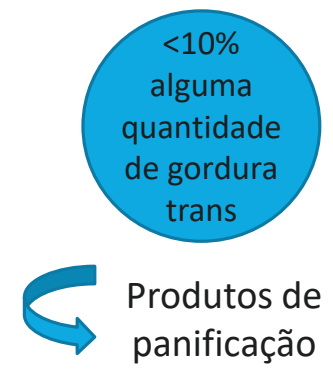 <10%
alguma
quantidade
de gordura
trans
Produtos de
panificação